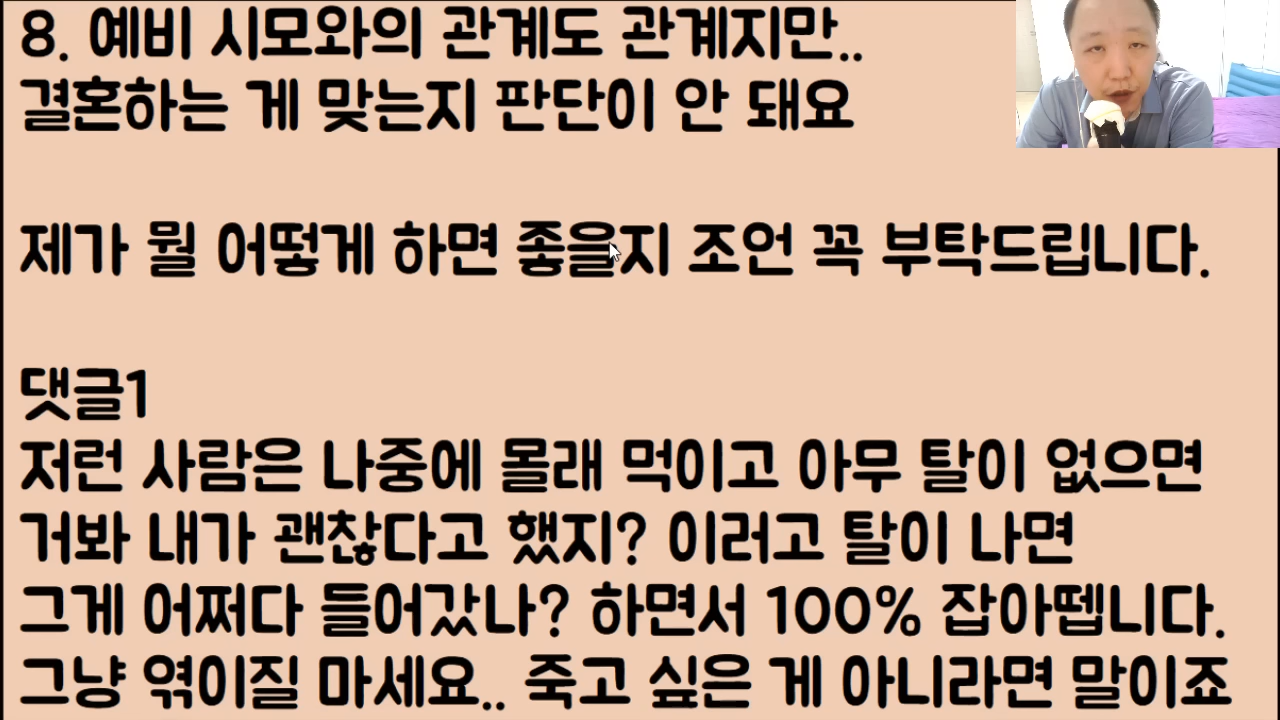 8. 예비 시모와의 관계도 관계지만..
결혼하는 게 맞는지 판단이 안 돼요
제가 뭘 어떻게 하면 좋을지 조언 꼭 부탁드립니다.
댓글1
저런 사람은 나중에 몰래 먹이고 아무 탈이 없으면
거봐 내가 괜찮다고 했지? 이러고 탈이 나면
그게 어쩌다 들어갔나? 하면서 100% 잡아뗍니다.
그냥 엮이질 마세요.. 죽고 싶은 게 아니라면 말이죠